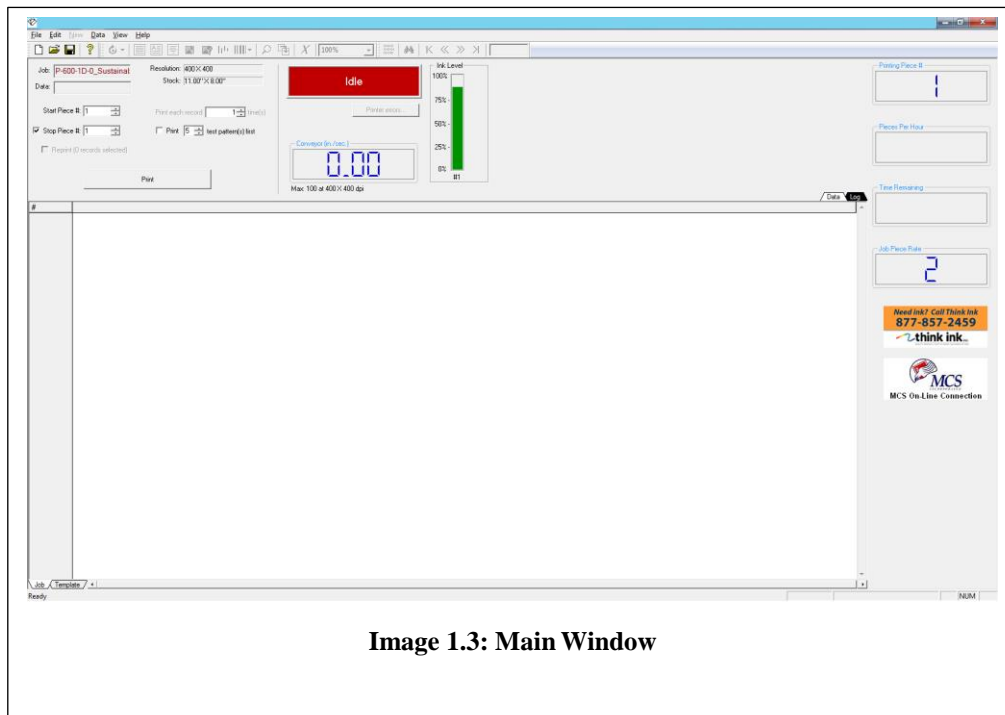 File Edit View Data View Help
100%
Job: P-600-1D-0_Sustainal
Data:
Resolution: 400 X 400
Stock: 11.00" X 8.00"
Start Piece #: 1
Print each record 1 time(s)
Stop Piece #: 1
Print 5 test pattern(s) first
Reprint (0 records selected)
Print
Idle
Printer errors...
Conveyor (in./sec.)
0.00
Max: 100 at 400 X 400 dpi
Ink Level
100%
75%
50%
25%
0%
#1
Printing Piece #
1
Pieces Per Hour
Time Remaining
Job Piece Rate
2
Data Log
#
Need ink? Call Think Ink
877-857-2459
think ink
MCS
MCS On-Line Connection
Job Template
Ready
NUM
Image 1.3: Main Window